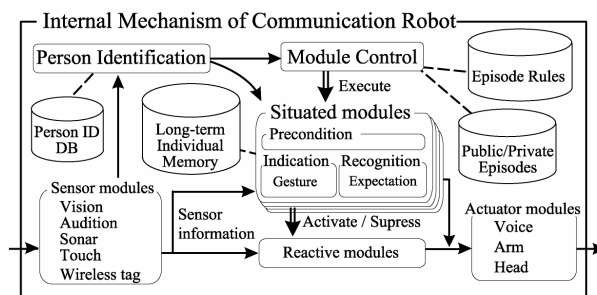 Internal Mechanism of Communication Robot
Person Identification
Module Control
Execute
Episode Rules
Person ID
DB
Long-term
Individual
Memory
Situated modules
Precondition
Indication
Gesture
Recognition
Expectation
Public/Private
Episodes
Sensor modules
Vision
Audition
Sonar
Touch
Wireless tag
Sensor
information
Activate / Supress
Reactive modules
Actuator modules
Voice
Arm
Head